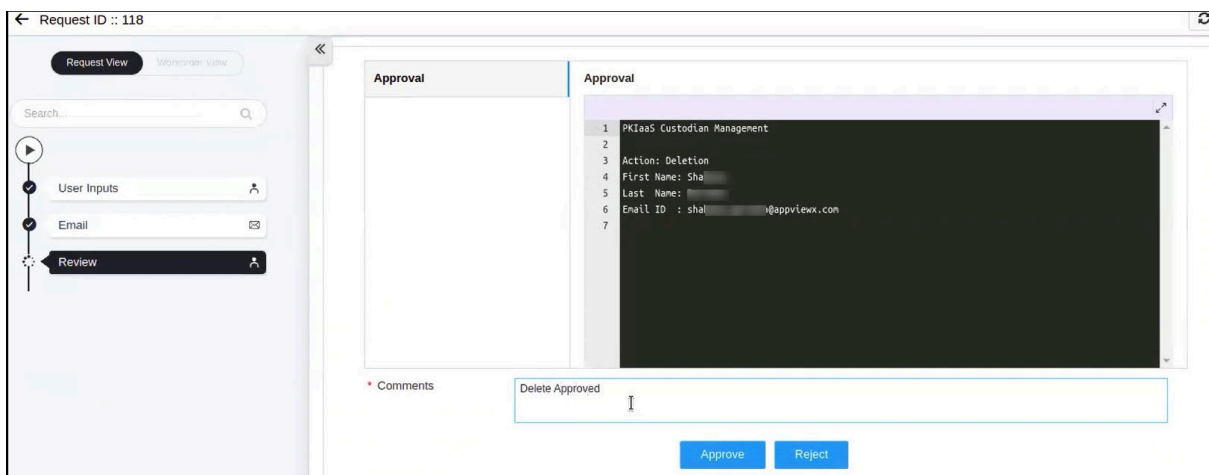 Request ID :: 118
Request View
Workflow View
Search...
User Inputs
Email
Review
Approval
Approval
1 PKIaaS Custodian Management
2
3 Action: Deletion
4 First Name: Sha
5 Last Name:
6 Email ID : shal @appviewx.com
7
* Comments
Delete Approved
Approve
Reject